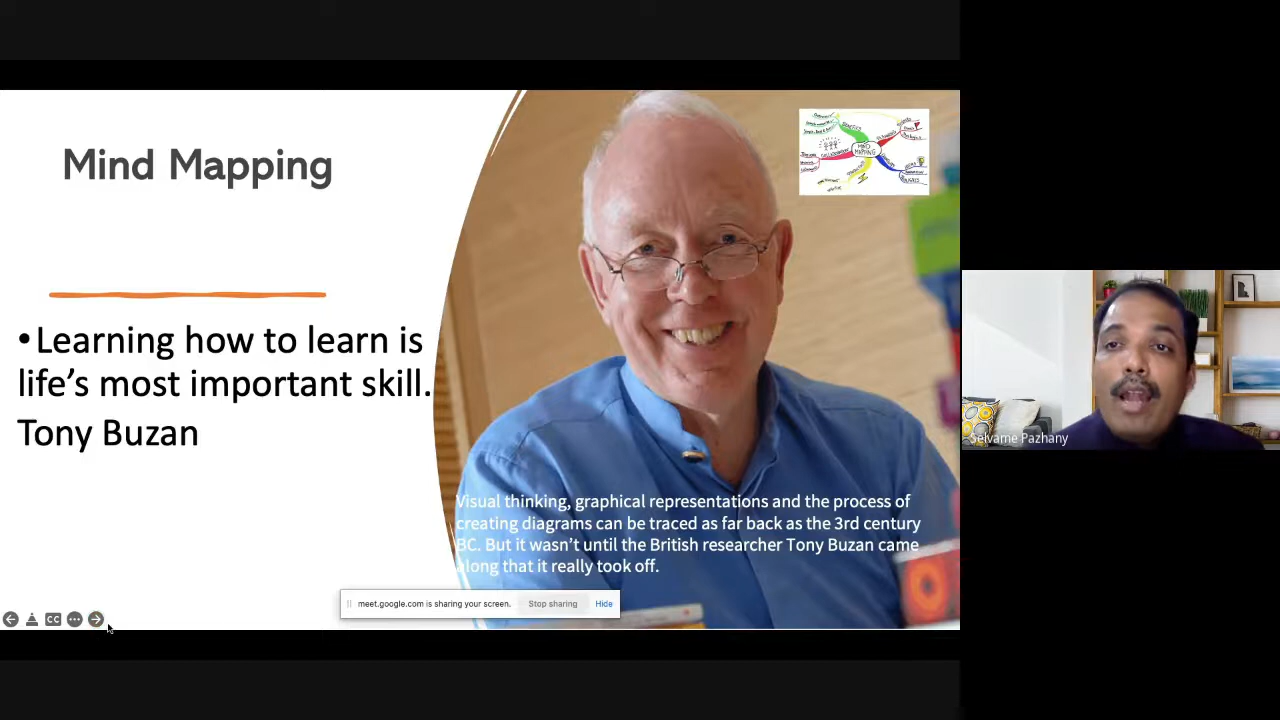 Mind Mapping
•Learning how to learn is
life’s most important skill.
Tony Buzan
MIND
MAPPING
Visual thinking, graphical representations and the process of
creating diagrams can be traced as far back as the 3rd century
BC. But it wasn’t until the British researcher Tony Buzan came
along that it really took off.
meet.google.com is sharing your screen. Stop sharing Hide
CC
Selvame Pazhany